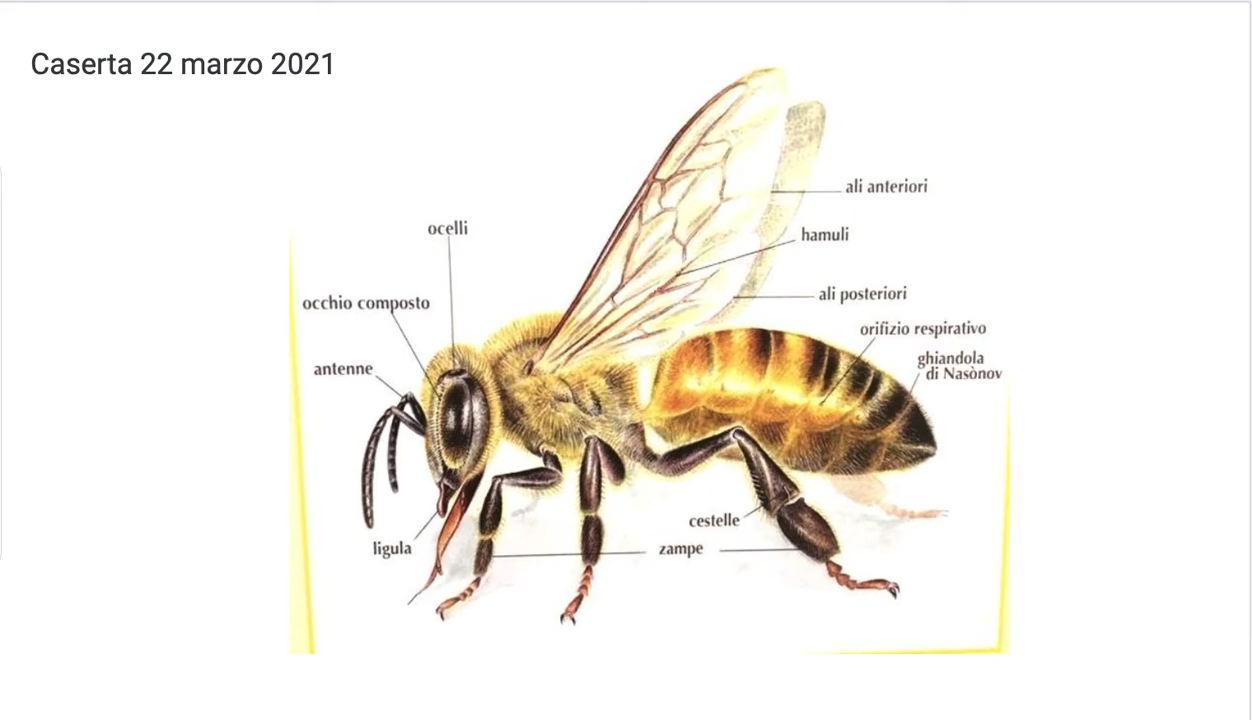 Caserta 22 marzo 2021
ali anteriori
ocelli
hamuli
ali posteriori
occhio composto
orifizio respirativo
ghiandola
di Nasònov
antenne
cestelle
ligula
zampe